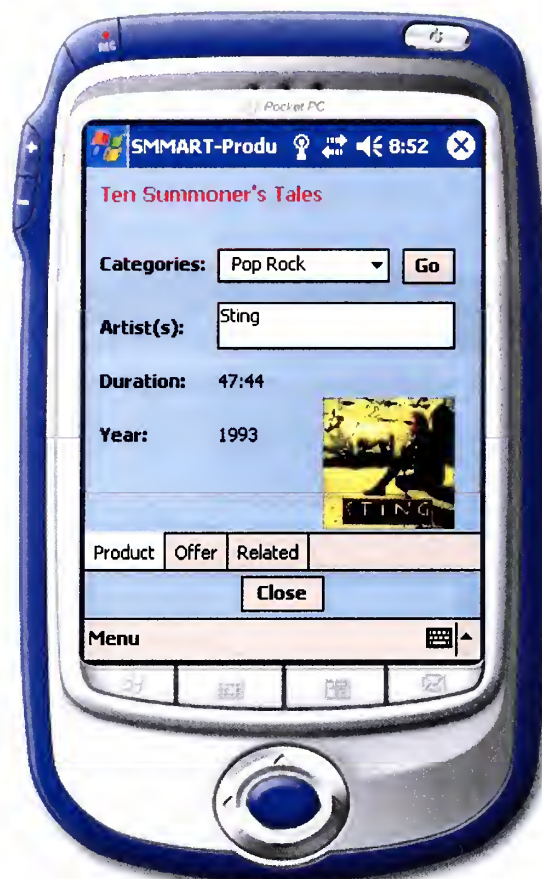 REC
Pocket PC
SMMART-Produ 8:52
Ten Summoner's Tales
Categories: Pop Rock Go
Artist(s): Sting
Duration: 47:44
Year: 1993
STING
Product Offer Related
Close
Menu